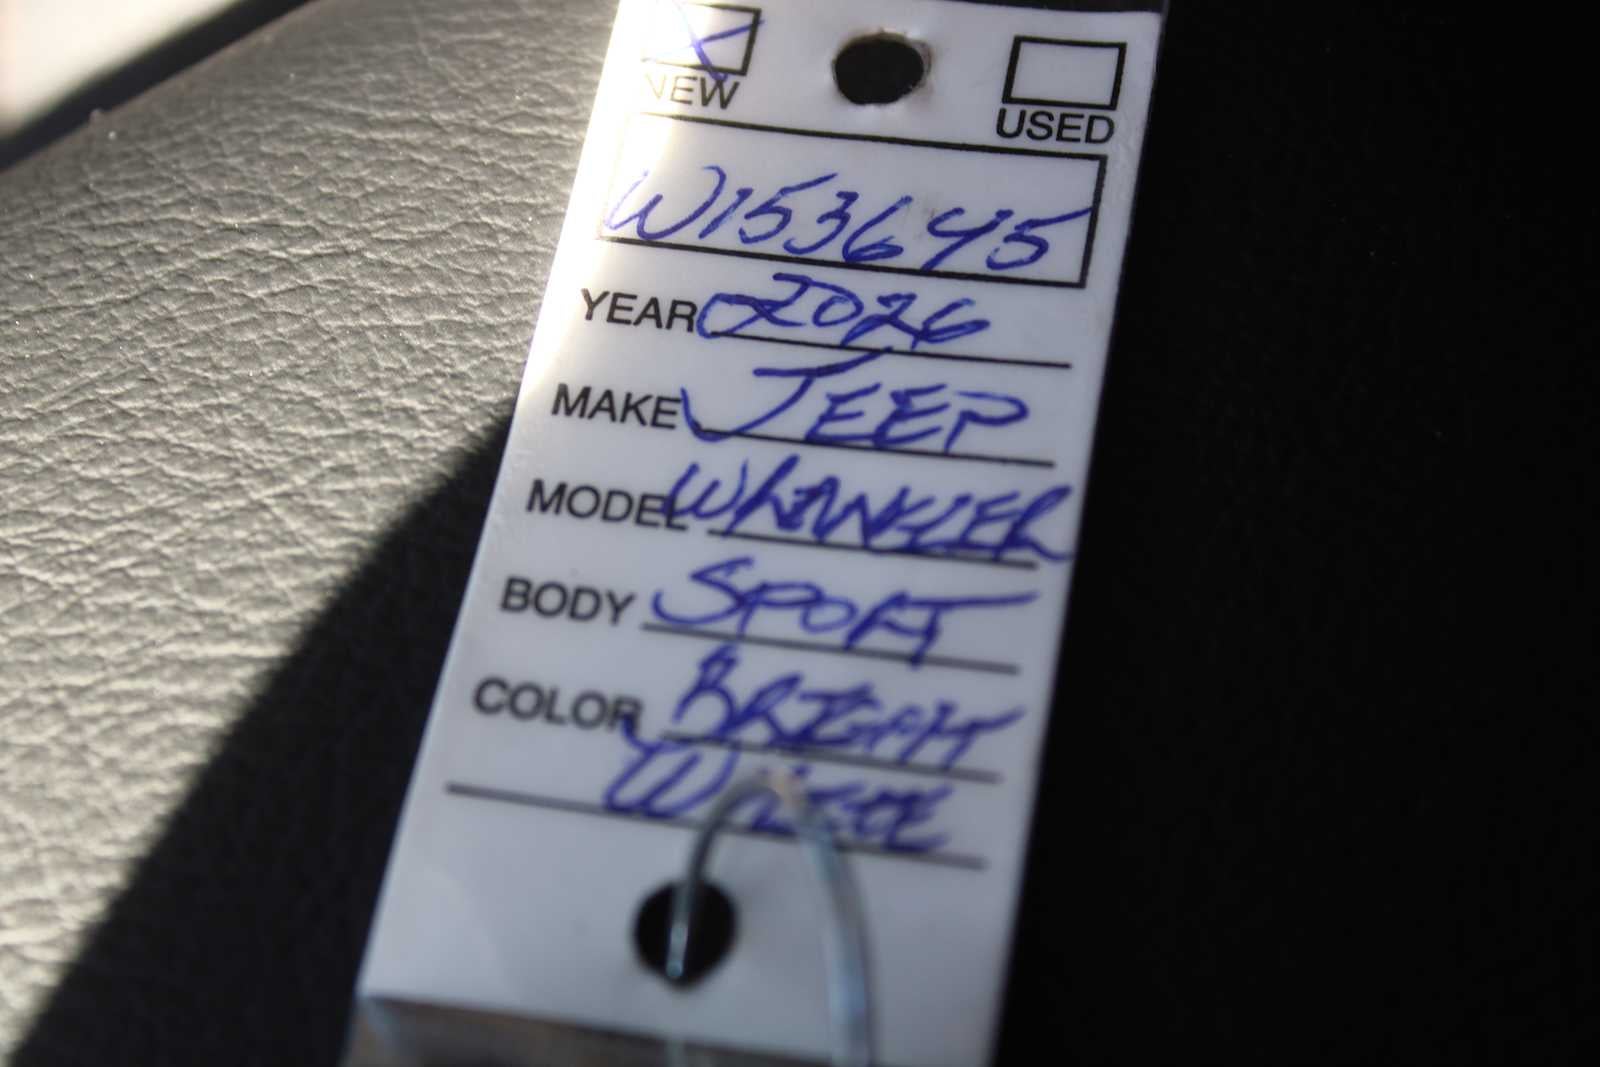 NEW USED
W153645
YEAR 2026
MAKE JEEP
MODEL WRANGLER
BODY SPORT
COLOR BRIGHT
WHITE